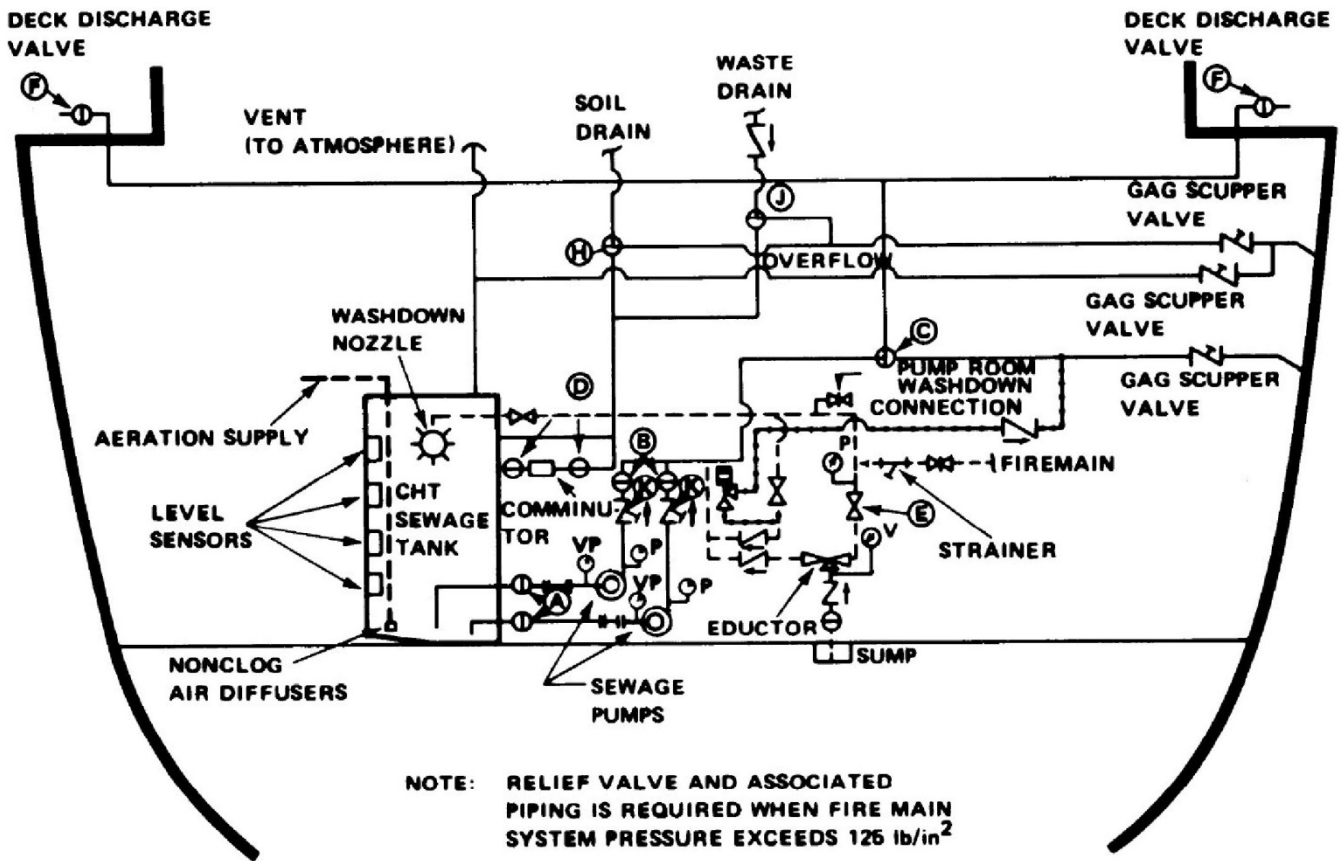 DECK DISCHARGE
VALVE
F
DECK DISCHARGE
VALVE
F
WASTE
DRAIN
SOIL
DRAIN
VENT
(TO ATMOSPHERE)
J
GAG SCUPPER
VALVE
H
OVERFLOW
GAG SCUPPER
VALVE
WASHDOWN
NOZZLE
C
D
PUMP ROOM
WASHDOWN
CONNECTION
GAG SCUPPER
VALVE
AERATION SUPPLY
B
P
FIREMAIN
LEVEL
SENSORS
CHT
SEWAGE
TANK
COMMINU-
TOR
K
K
E
V
STRAINER
VP
P
VP
P
A
EDUCTOR
SUMP
NONCLOG
AIR DIFFUSERS
SEWAGE
PUMPS
NOTE: RELIEF VALVE AND ASSOCIATED
PIPING IS REQUIRED WHEN FIRE MAIN
SYSTEM PRESSURE EXCEEDS 125 lb/in²